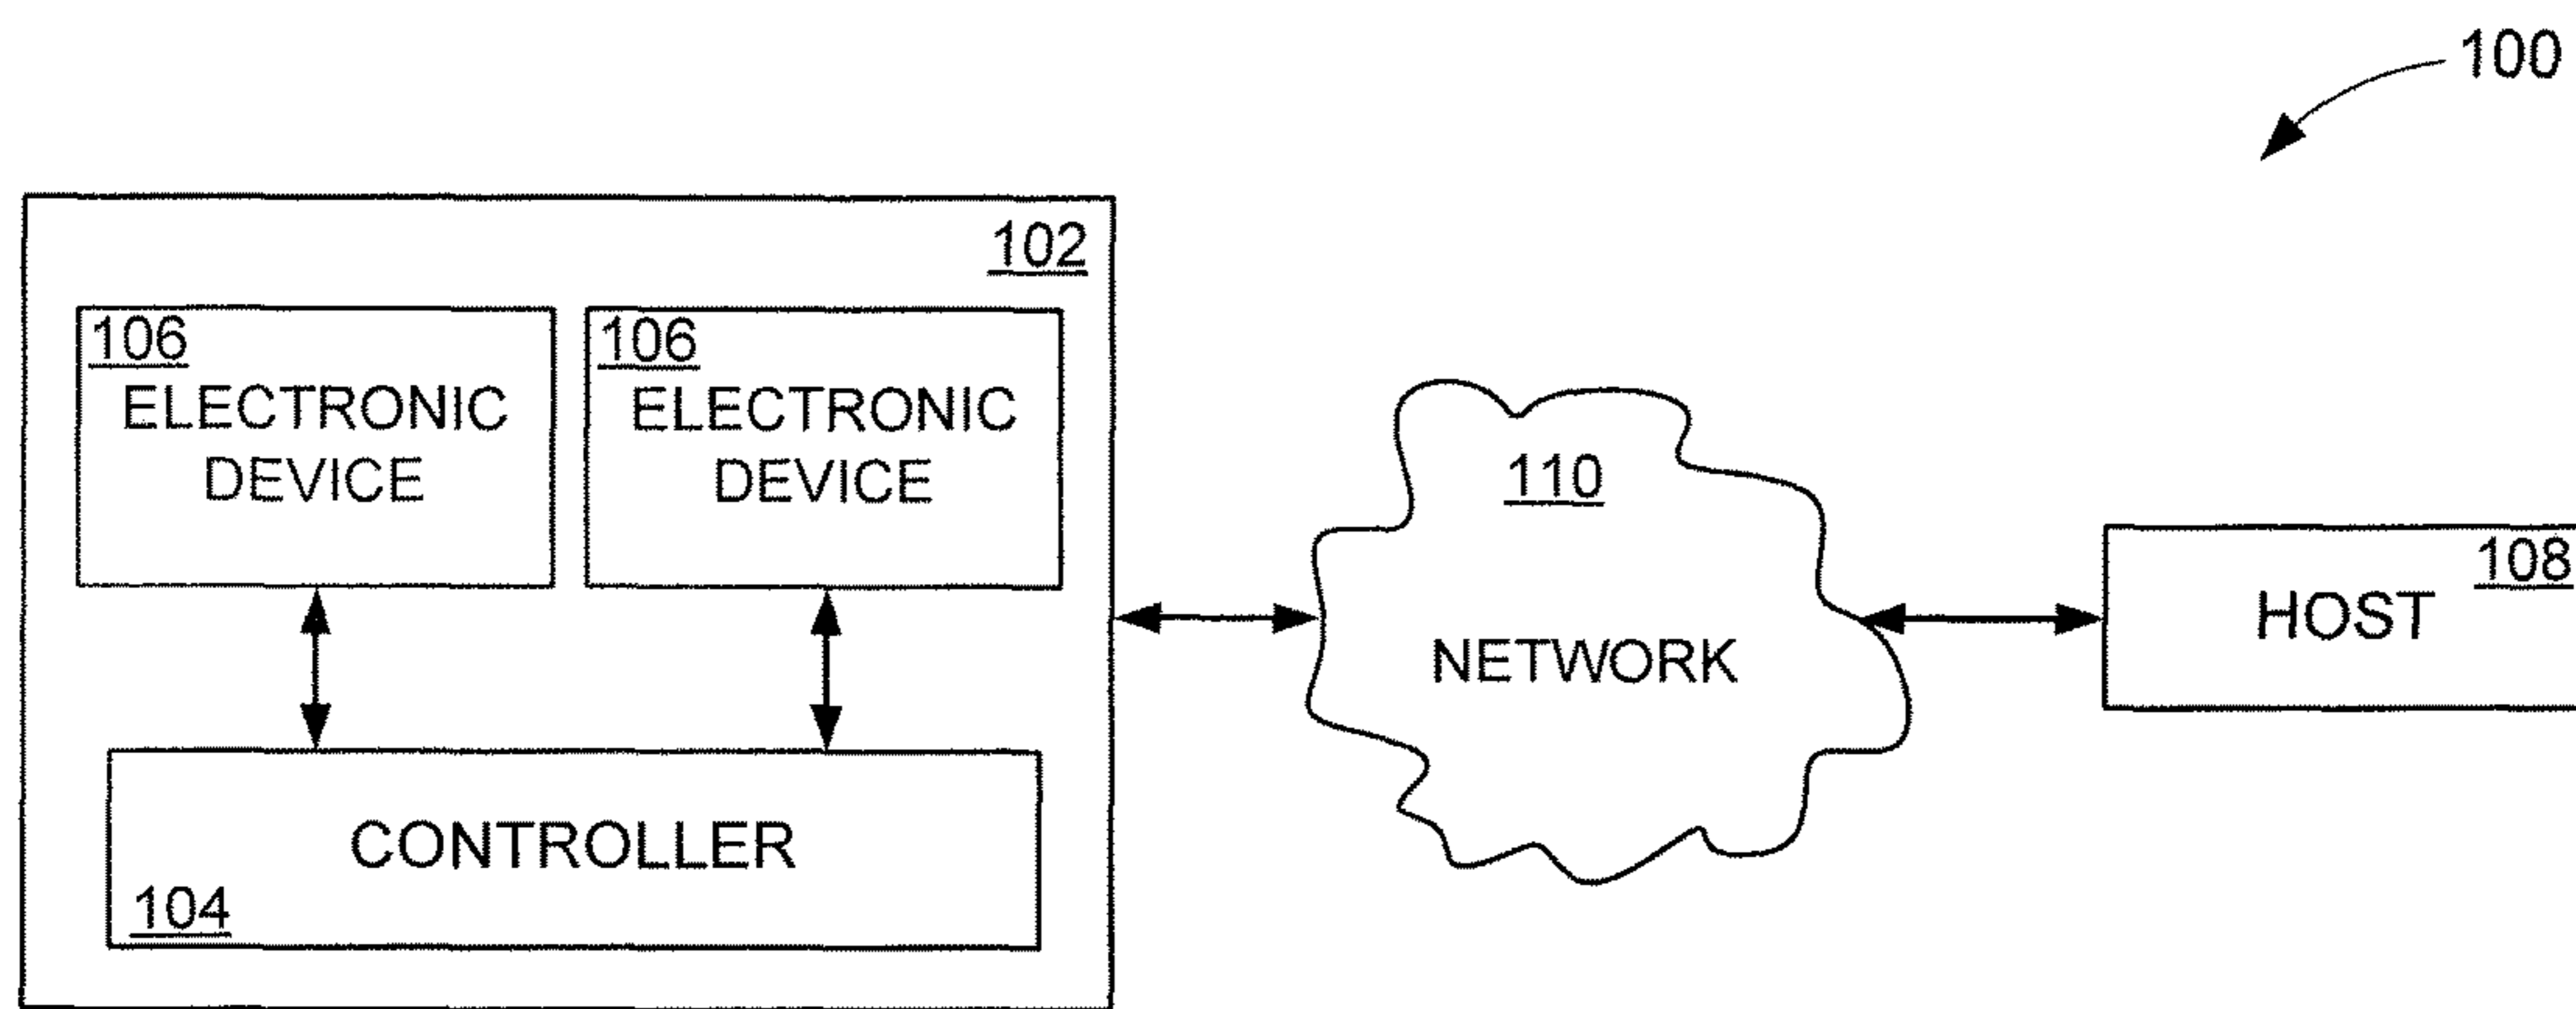 100
102
106
ELECTRONIC
DEVICE
106
ELECTRONIC
DEVICE
110
NETWORK
108
HOST
CONTROLLER
104